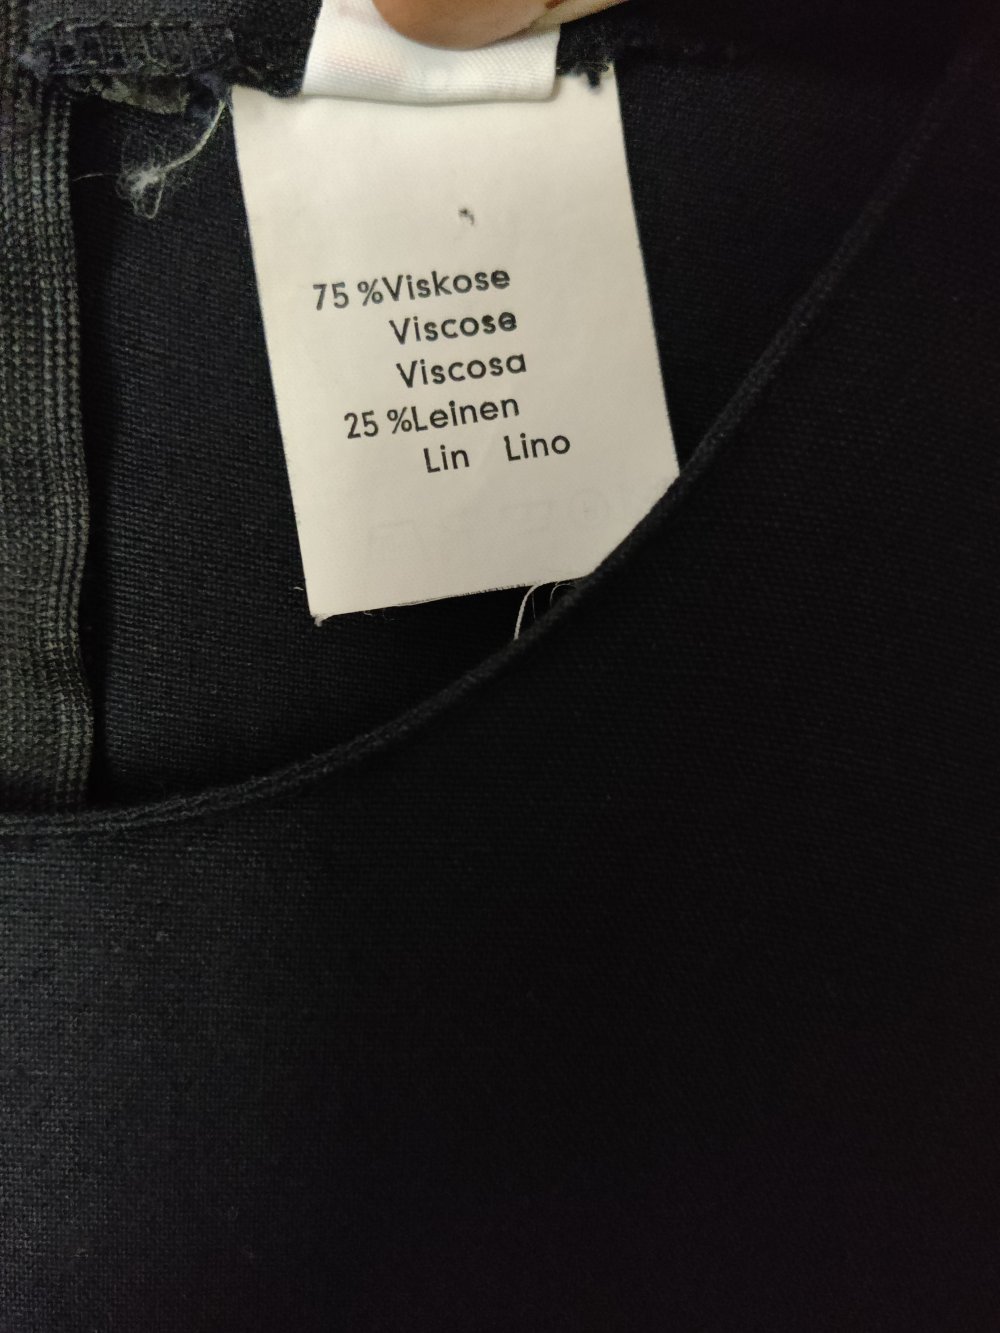 75 %Viskose
Viscose
Viscosa
25 %Leinen
Lin Lino